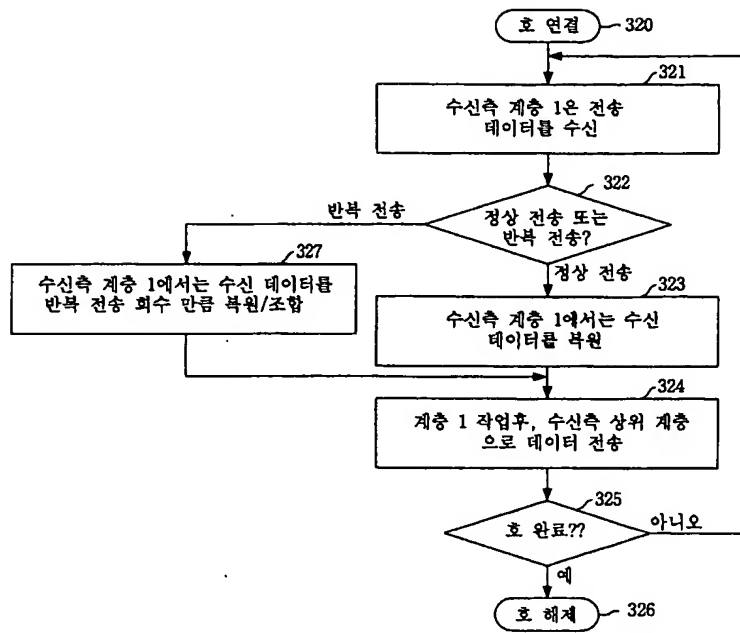 호 연결
320
321
수신측 계층 1은 전송
데이터를 수신
322
정상 전송 또는
반복 전송?
반복 전송
정상 전송
327
수신측 계층 1에서는 수신 데이터를
반복 전송 회수 만큼 복원/조합
323
수신측 계층 1에서는 수신
데이터를 복원
324
계층 1 작업후, 수신측 상위 계층
으로 데이터 전송
325
호 완료??
아니오
예
호 해제
326